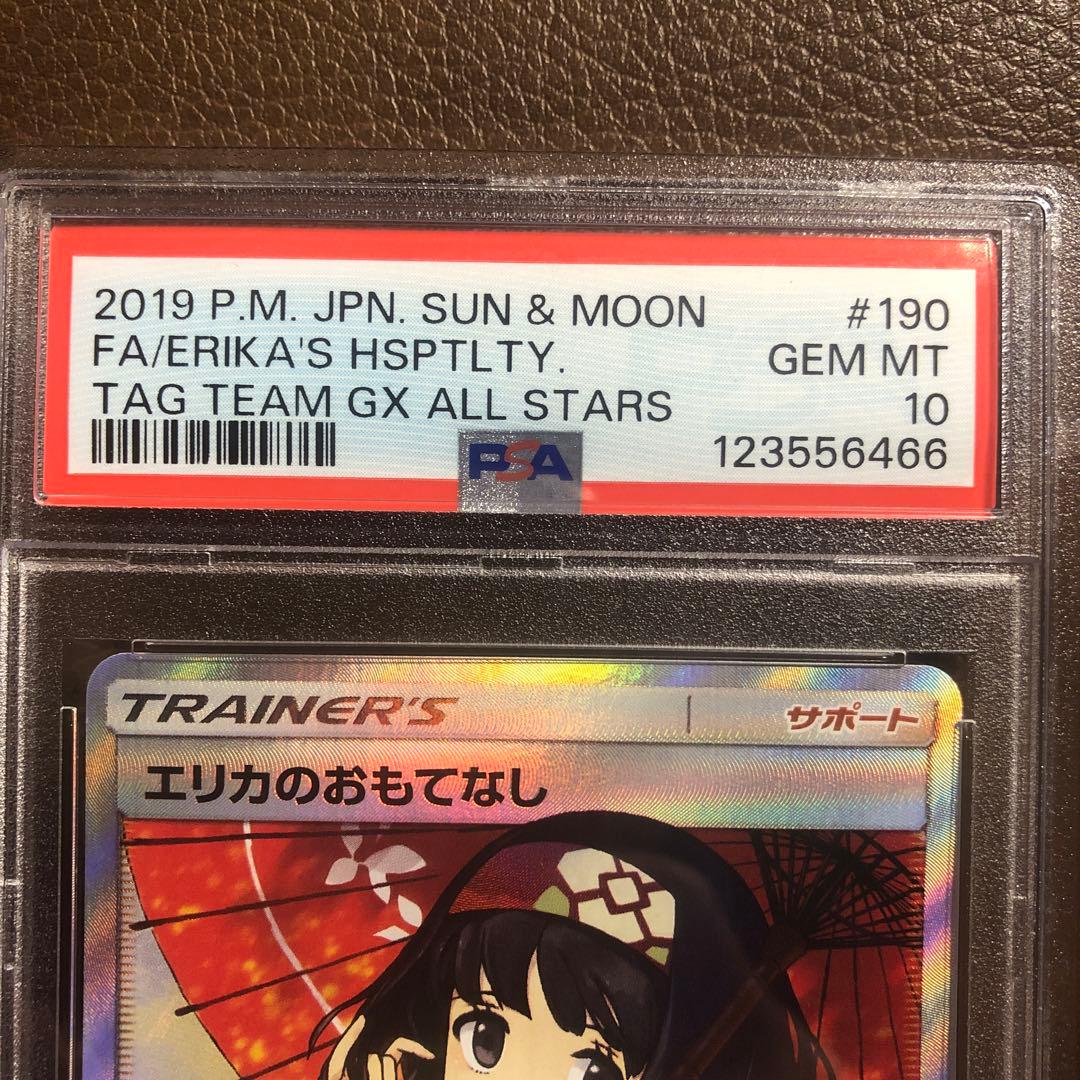 2019 P.M. JPN. SUN & MOON #190
FA/ERIKA'S HSPTLTY. GEM MT
TAG TEAM GX ALL STARS 10
PSA 123556466
TRAINER'S サポート
エリカのおもてなし